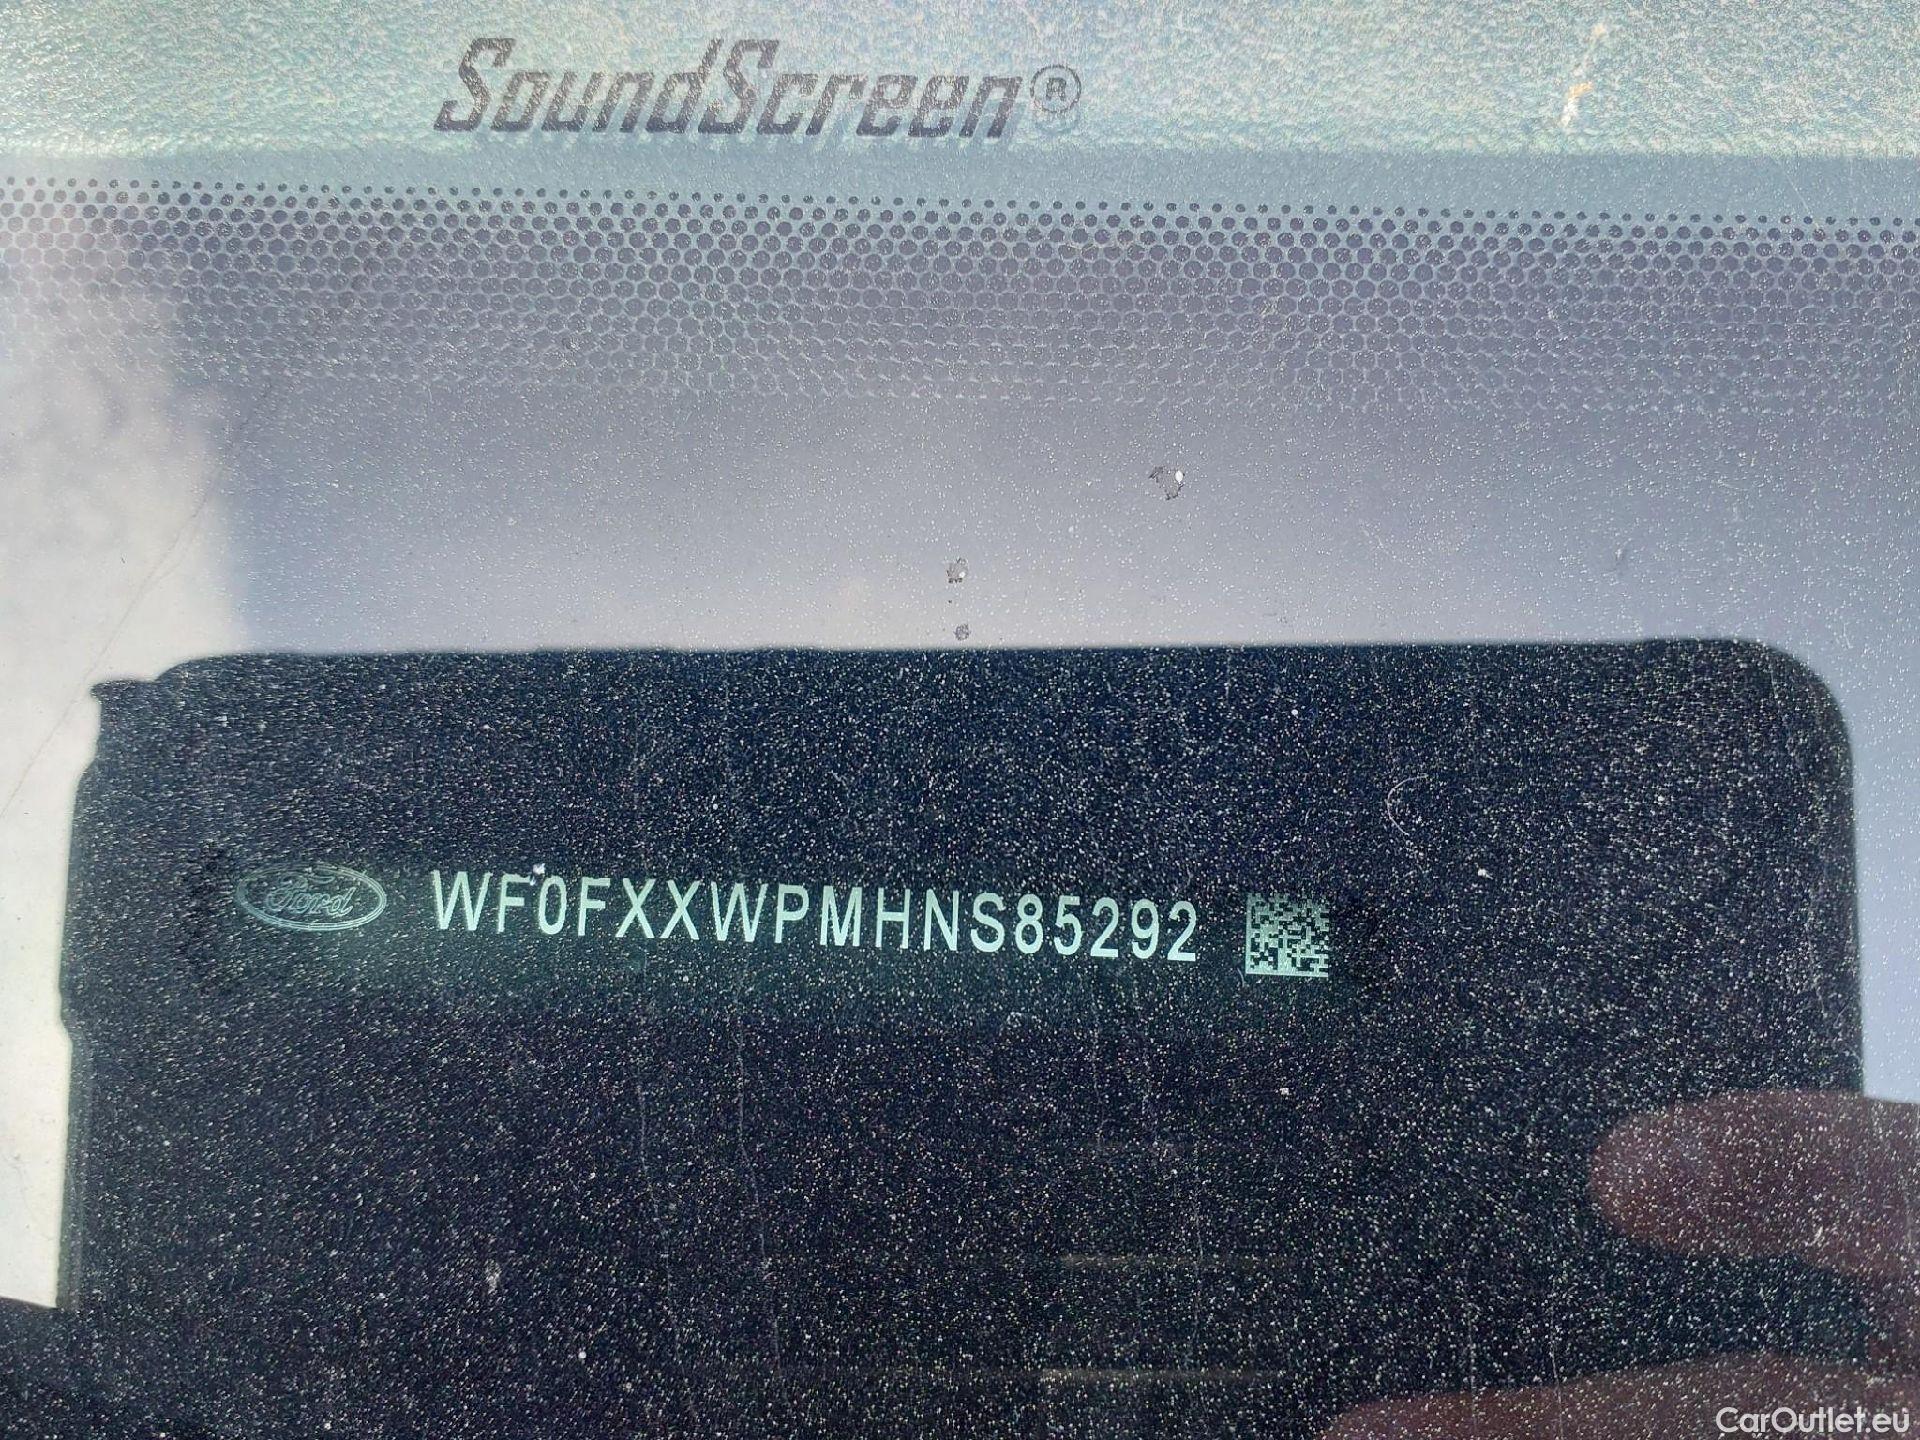 SoundScreen®
Ford WF0FXXWPMHNS85292
CarOutlet.eu